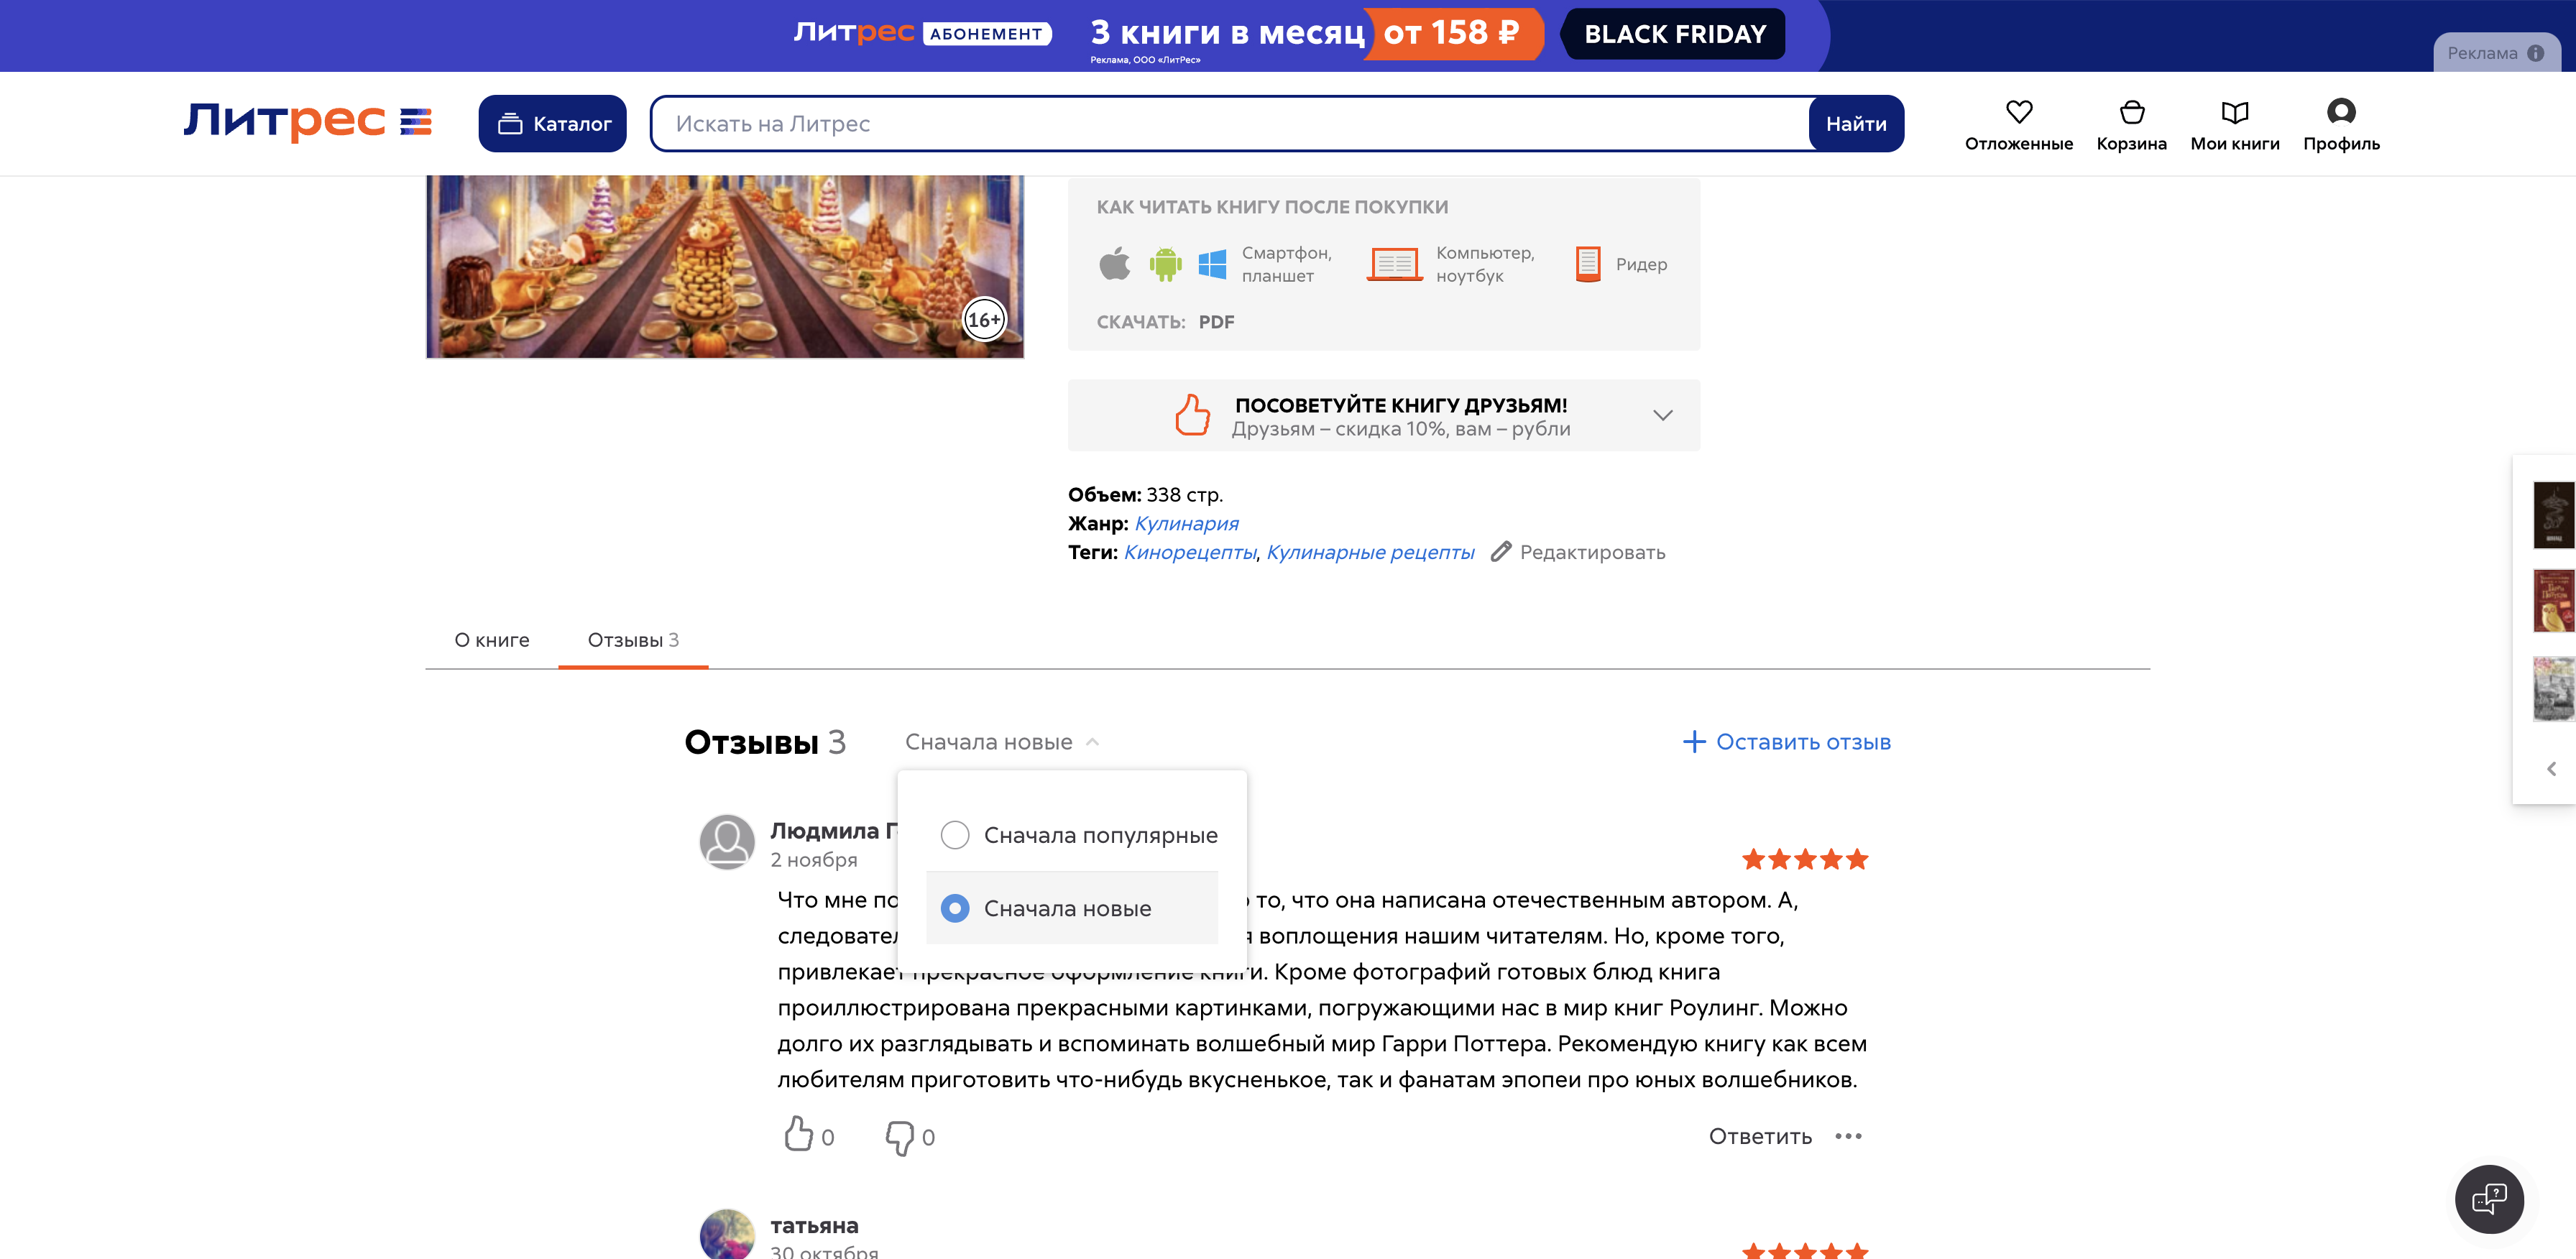 Литрес АБОНЕМЕНТ 3 книги в месяц от 158 ₽ BLACK FRIDAY
Реклама, ООО «ЛитРес»
Реклама
Литрес Каталог Искать на Литрес Найти
Отложенные Корзина Мои книги Профиль
КАК ЧИТАТЬ КНИГУ ПОСЛЕ ПОКУПКИ
Смартфон,
планшет
Компьютер,
ноутбук
Ридер
СКАЧАТЬ: PDF
16+
ПОСОВЕТУЙТЕ КНИГУ ДРУЗЬЯМ!
Друзьям – скидка 10%, вам – рубли
Объем: 338 стр.
Жанр: Кулинария
Теги: Кинорецепты, Кулинарные рецепты Редактировать
О книге Отзывы 3
Отзывы 3 Сначала новые + Оставить отзыв
Сначала популярные
Сначала новые
Людмила
2 ноября
Что мне то, что она написана отечественным автором. А,
воплощения нашим читателям. Но, кроме того,
привлекает прекрасное оформление книги. Кроме фотографий готовых блюд книга
проиллюстрирована прекрасными картинками, погружающими нас в мир книг Роулинг. Можно
долго их разглядывать и вспоминать волшебный мир Гарри Поттера. Рекомендую книгу как всем
любителям приготовить что-нибудь вкусненькое, так и фанатам эпопеи про юных волшебников.
0 0 Ответить
татьяна
30 октября